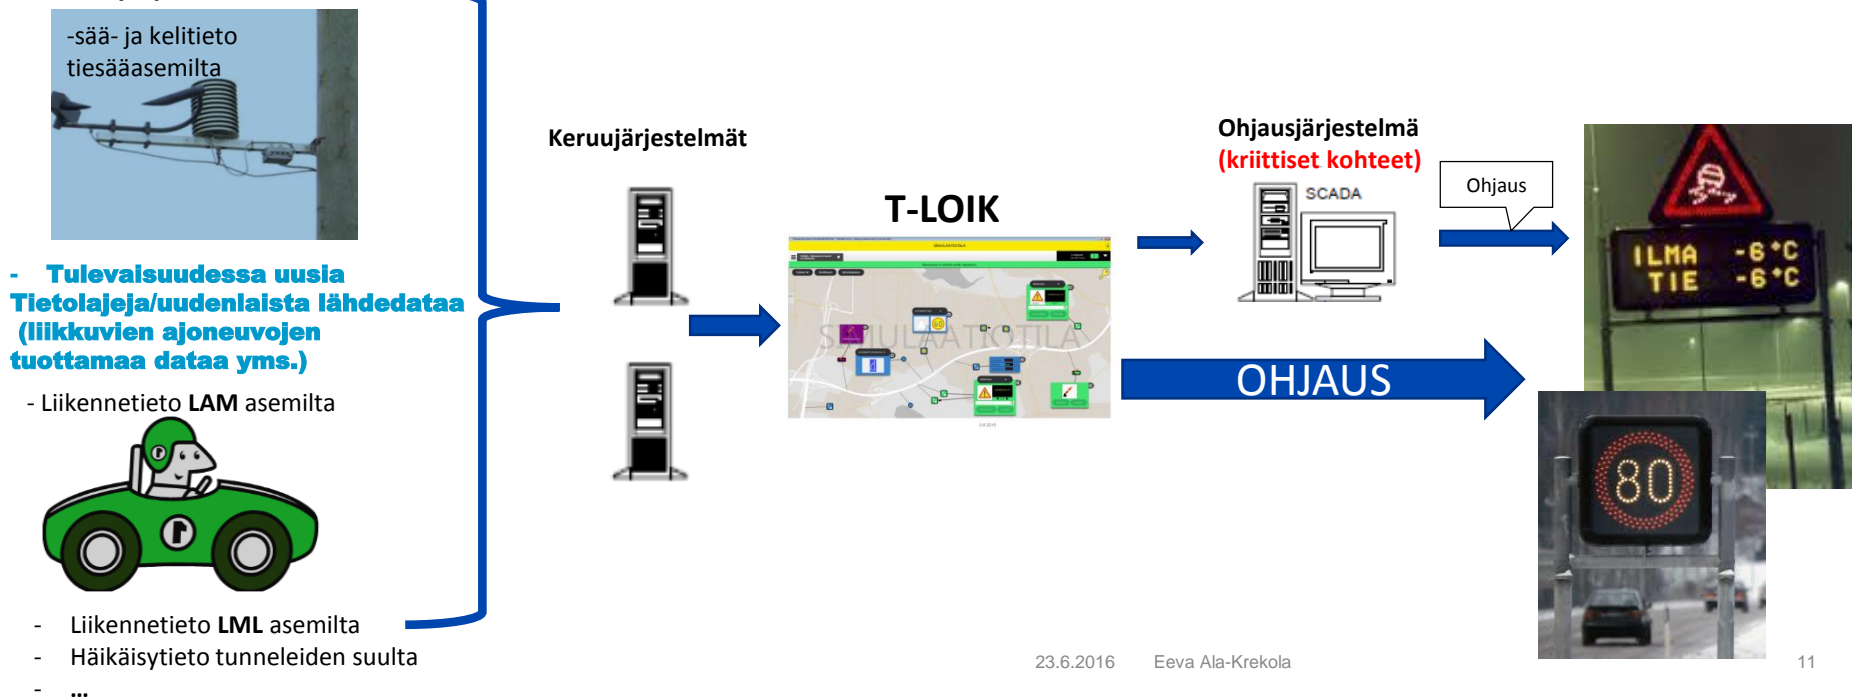 -sää- ja kelitieto
tiesääasemilta
- Tulevaisuudessa uusia
Tietolajeja/uudenlaista lähdedataa
(liikkuvien ajoneuvojen
tuottamaa dataa yms.)
- Liikennetieto LAM asemilta
- Liikennetieto LML asemilta
- Häikäisytieto tunneleiden suulta
- ...
Keruujärjestelmät
T-LOIK
SIMULAATIOTILA
Ohjausjärjestelmä
(kriittiset kohteet)
SCADA
Ohjaus
OHJAUS
ILMA -6°C
TIE -6°C
80
23.6.2016 Eeva Ala-Krekola
11